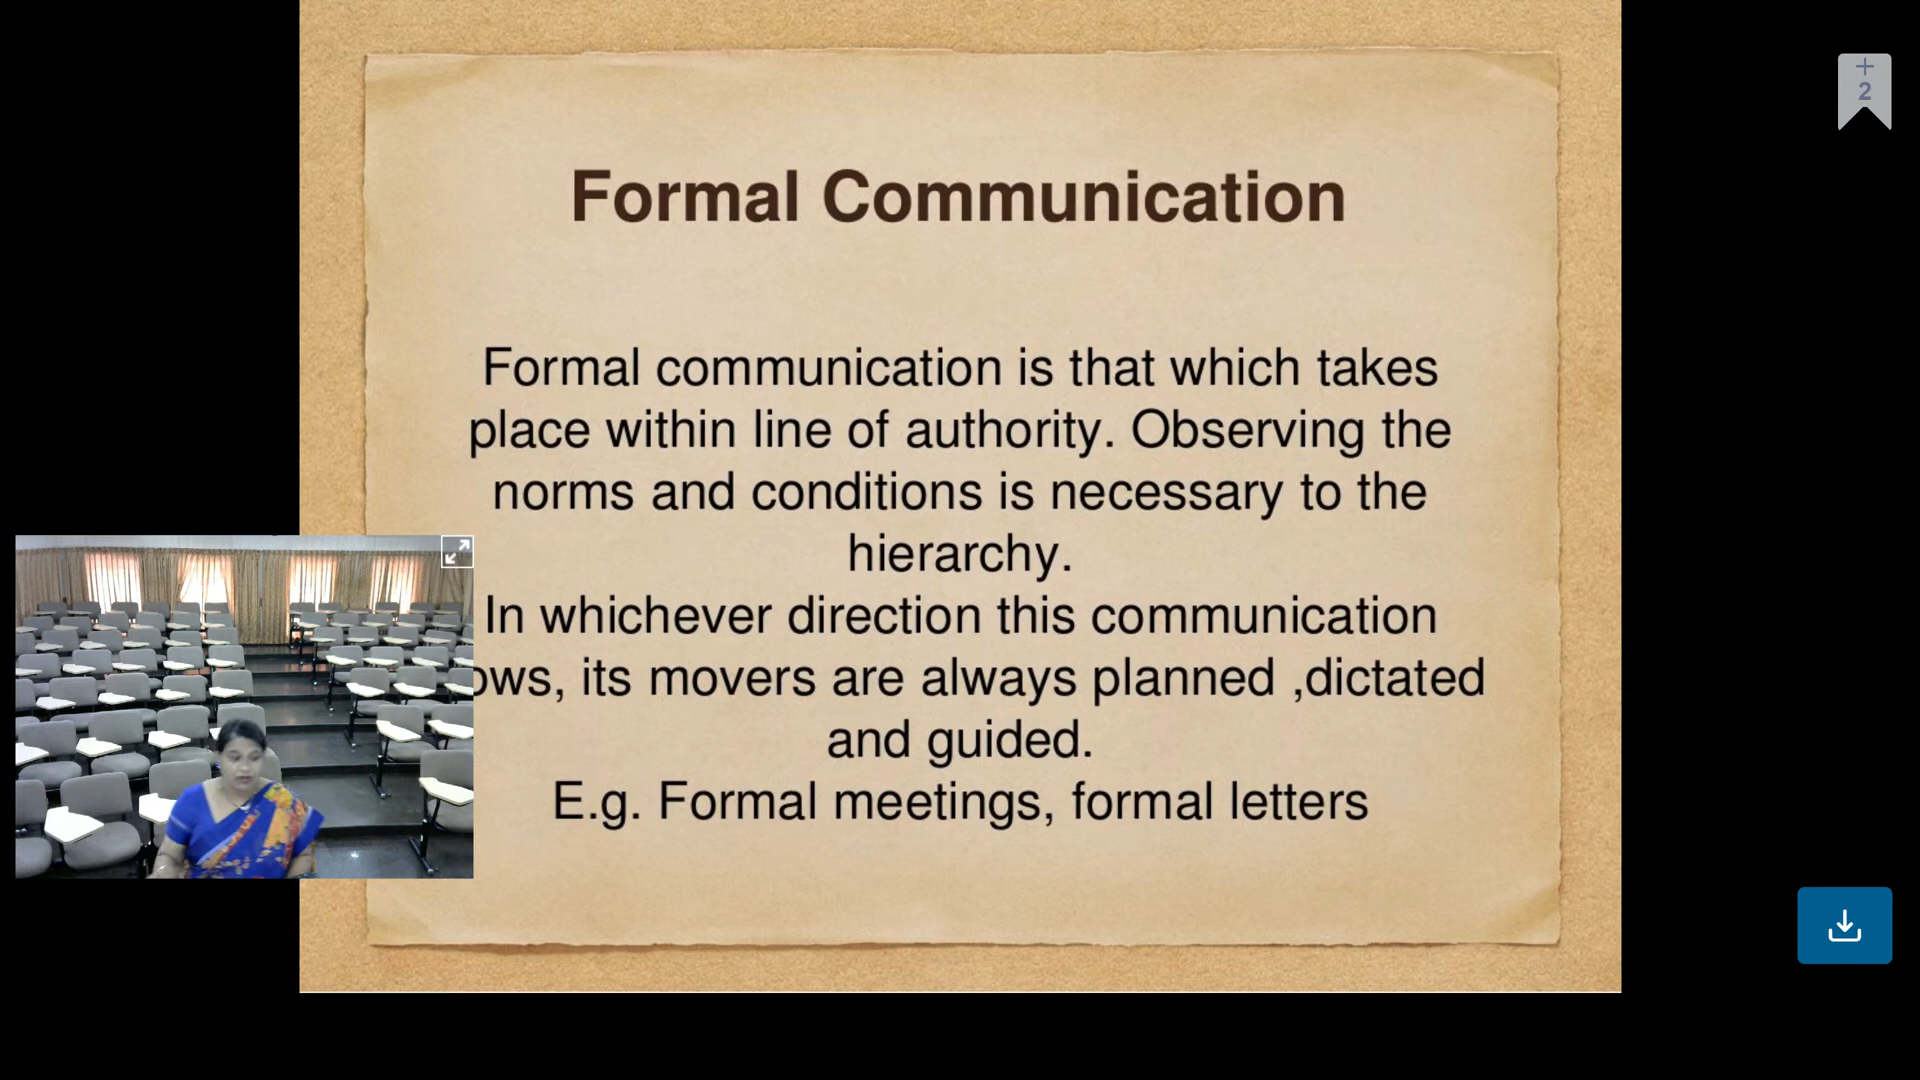 2
Formal Communication
Formal communication is that which takes
place within line of authority. Observing the
norms and conditions is necessary to the
hierarchy.
In whichever direction this communication
its movers are always planned ,dictated
and guided.
E.g. Formal meetings, formal letters